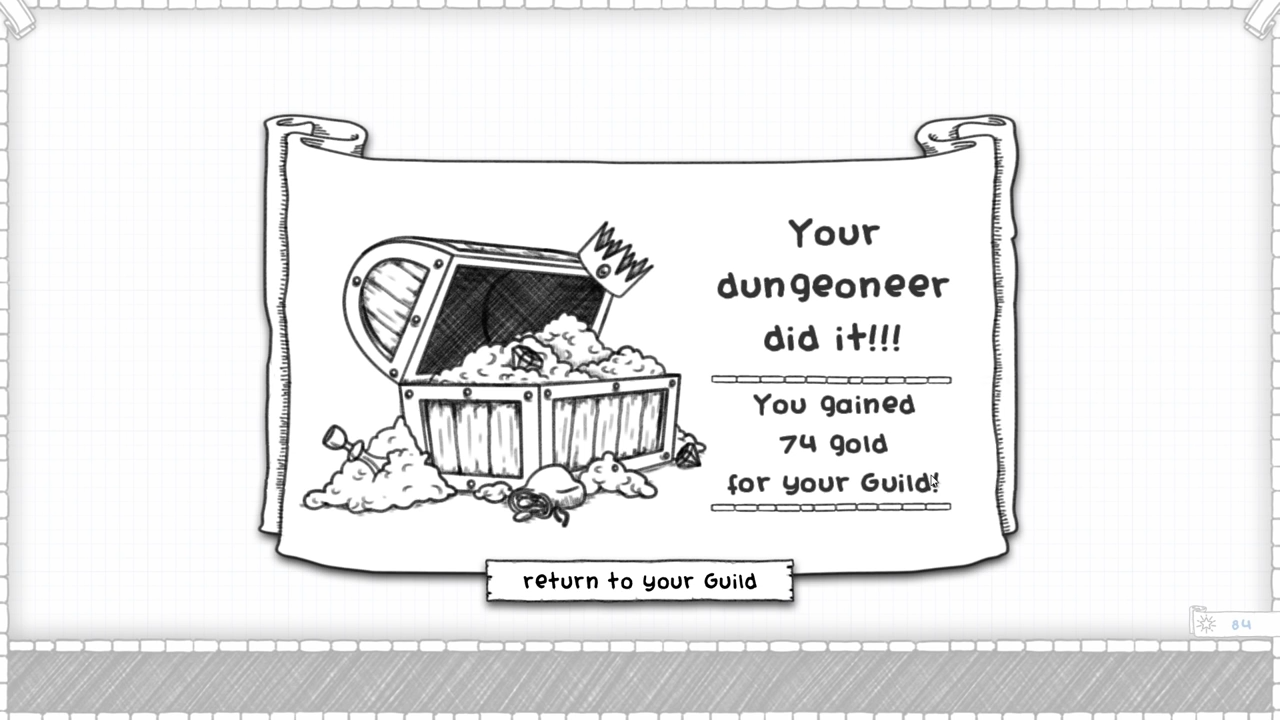 Your
dungeoneer
did it!!!
You gained
74 gold
for your Guild!
return to your Guild
84